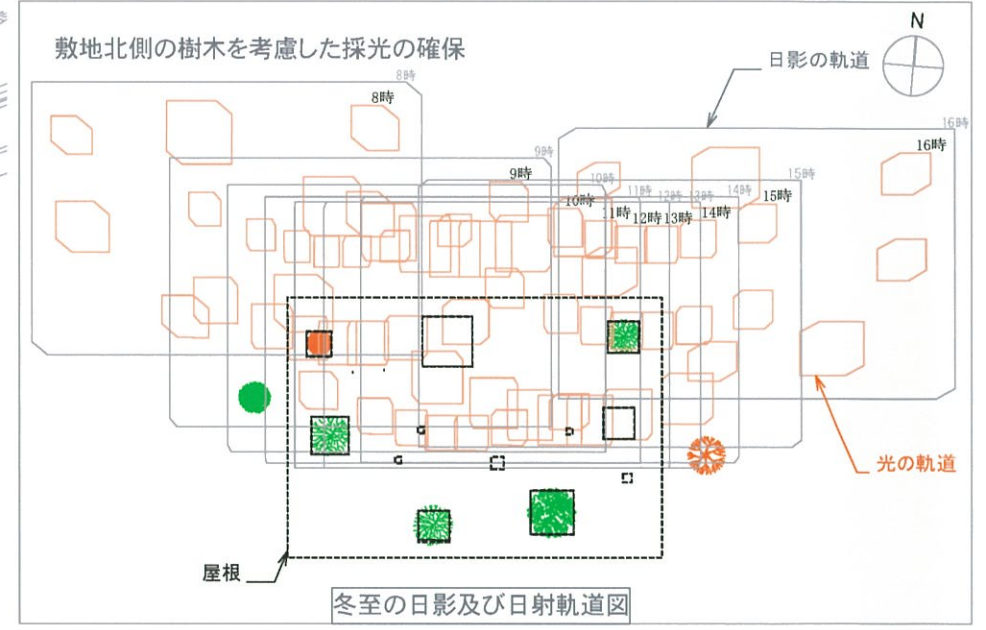 N
敷地北側の樹木を考慮した採光の確保
日影の軌道
8時
8時
16時
16時
9時
9時
10時
10時
11時
11時
12時
12時
13時
13時
14時
14時
15時
15時
光の軌道
屋根
冬至の日影及び日射軌道図